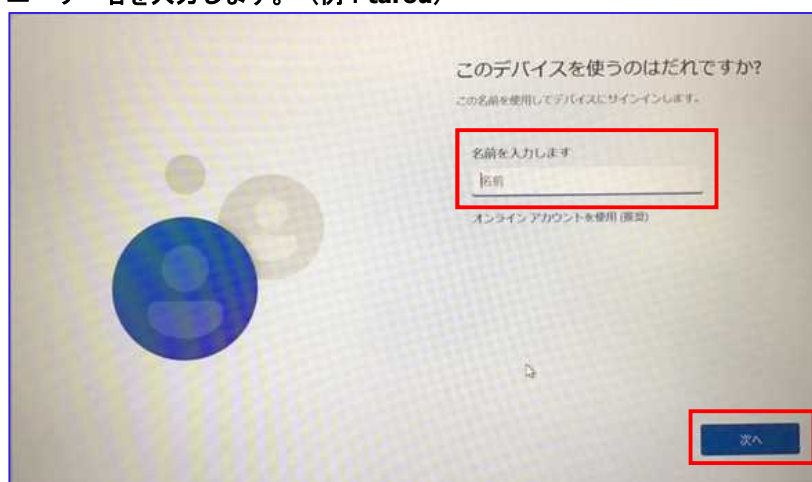 このデバイスを使うのはだれですか?
この名前を使用してデバイスにサインインします。
名前を入力します
名前
オンライン アカウントを使用 (推奨)
次へ